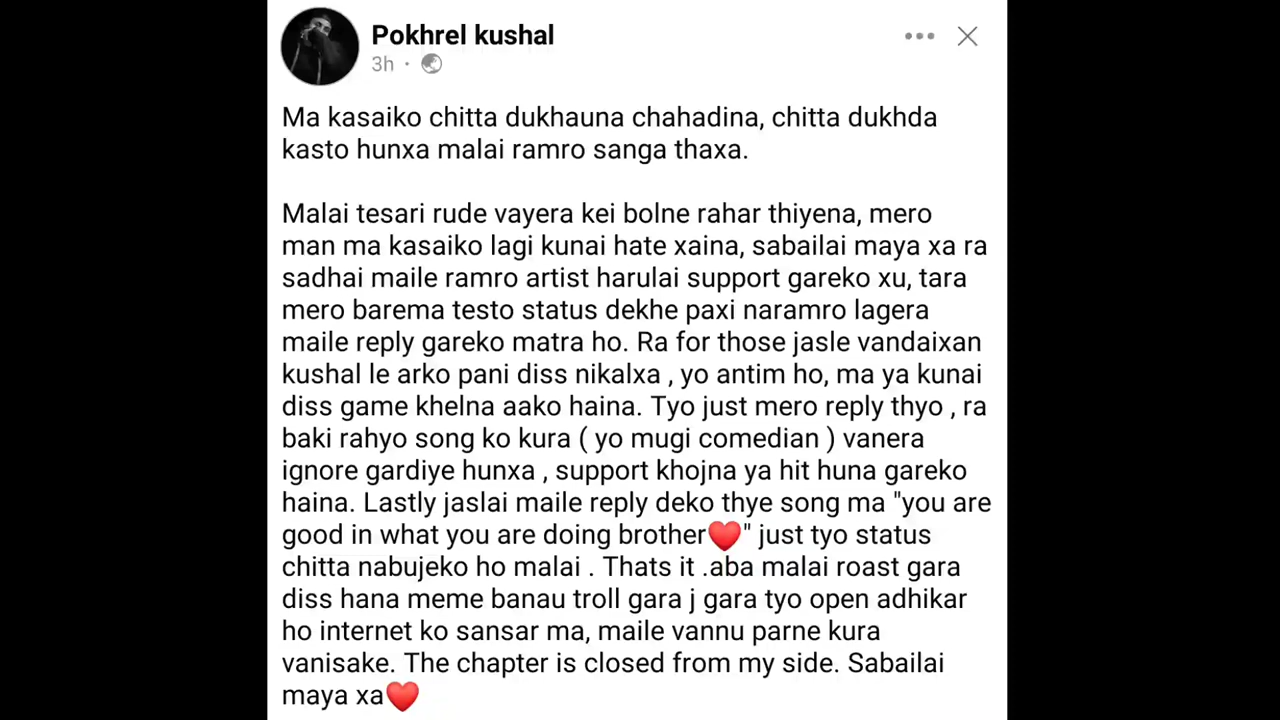 Pokhrel kushal
3h ·
Ma kasaiko chitta dukhauna chahadina, chitta dukhda
kasto hunxa malai ramro sanga thaxa.
Malai tesari rude vayera kei bolne rahar thiyena, mero
man ma kasaiko lagi kunai hate xaina, sabailai maya xa ra
sadhai maile ramro artist harulai support gareko xu, tara
mero barema testo status dekhe paxi naramro lagera
maile reply gareko matra ho. Ra for those jasle vandaixan
kushal le arko pani diss nikalxa , yo antim ho, ma ya kunai
diss game khelna aako haina. Tyo just mero reply thyo , ra
baki rahyo song ko kura ( yo mugi comedian ) vanera
ignore gardiye hunxa , support khojna ya hit huna gareko
haina. Lastly jaslai maile reply deko thye song ma "you are
good in what you are doing brother❤️" just tyo status
chitta nabujeko ho malai . Thats it .aba malai roast gara
diss hana meme banau troll gara j gara tyo open adhikar
ho internet ko sansar ma, maile vannu parne kura
vanisake. The chapter is closed from my side. Sabailai
maya xa❤️